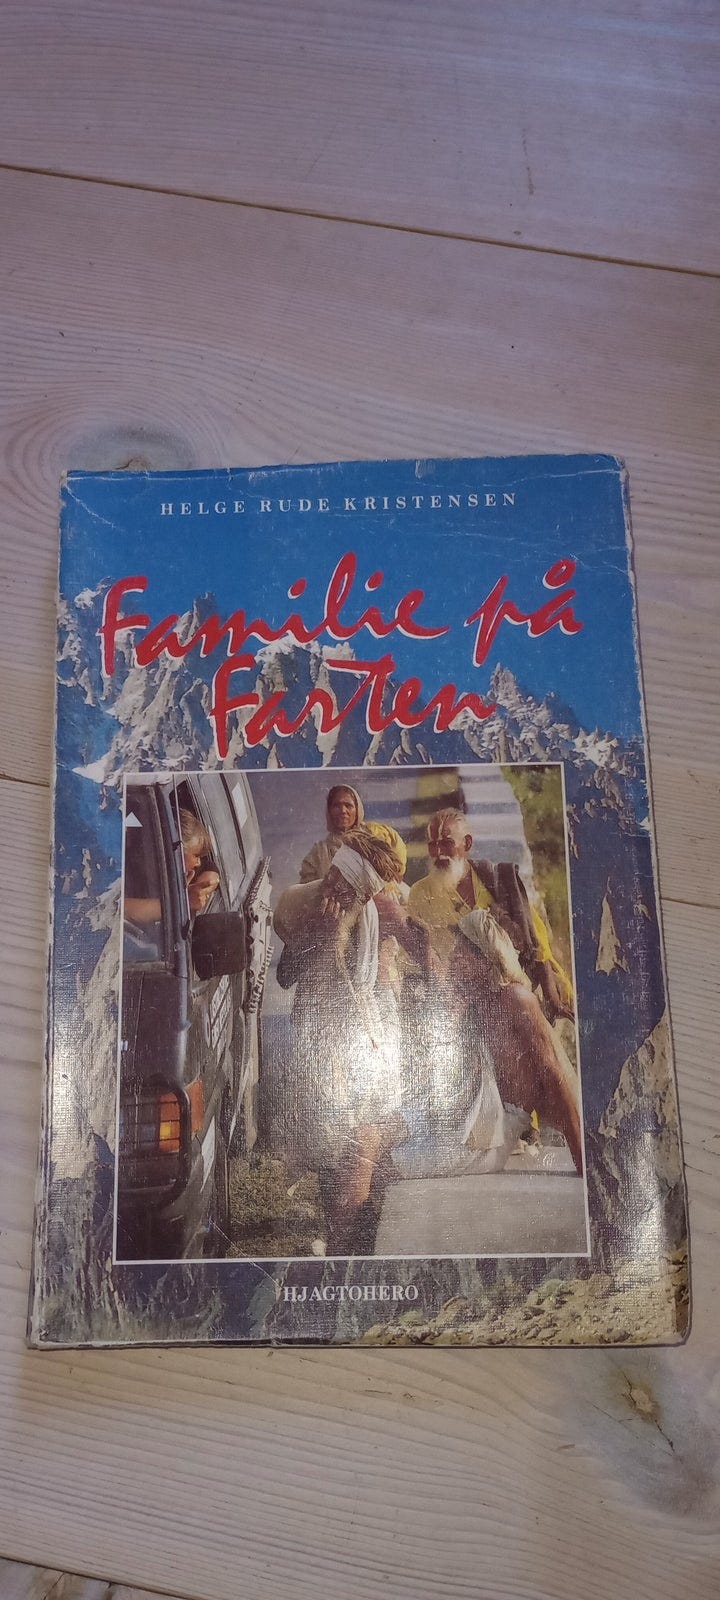 HELGE RUDE KRISTENSEN
Familie på
Farten
HJAGTOHERO